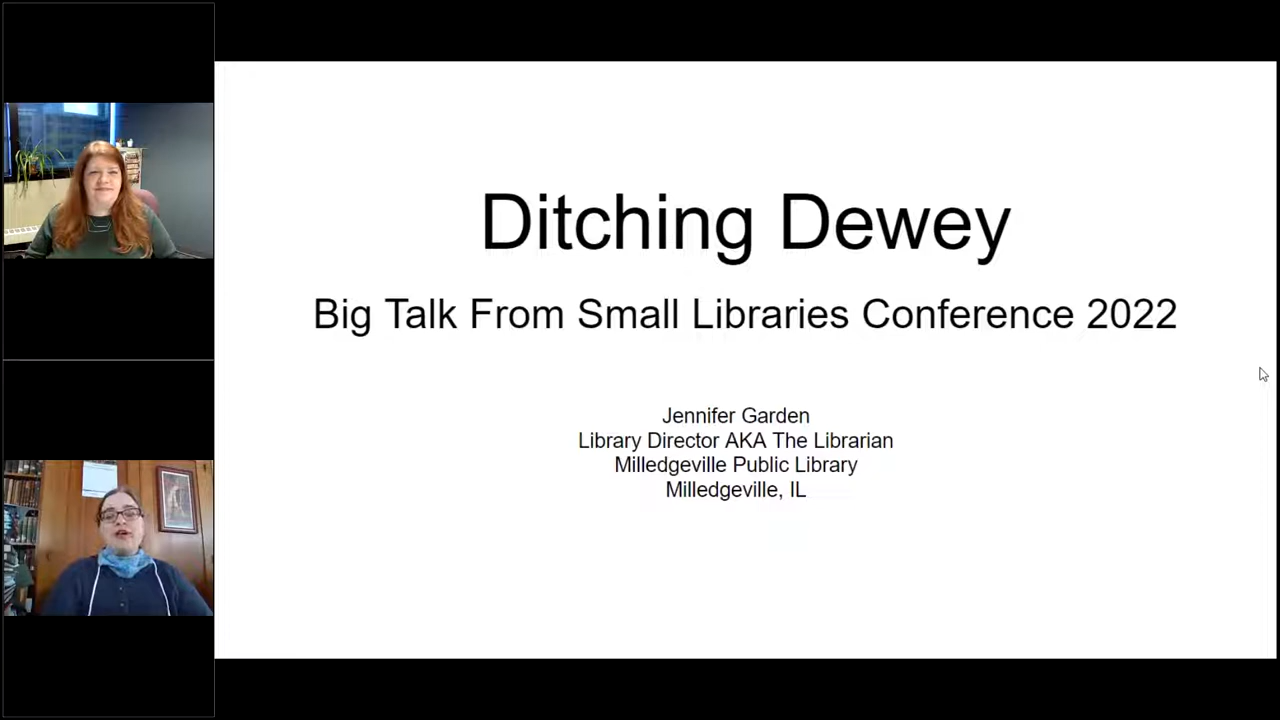 Ditching Dewey
Big Talk From Small Libraries Conference 2022
Jennifer Garden
Library Director AKA The Librarian
Milledgeville Public Library
Milledgeville, IL